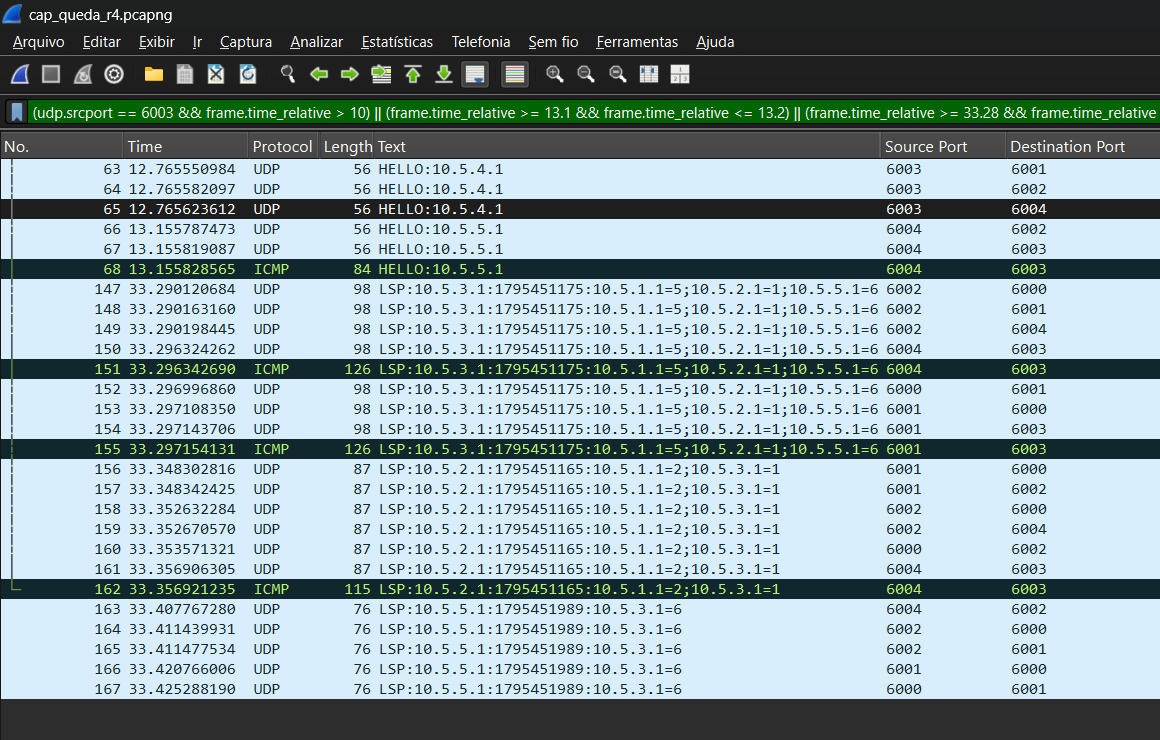 cap_queda_r4.pcapng
Arquivo Editar Exibir Ir Captura Analizar Estatísticas Telefonia Sem fio Ferramentas Ajuda
(udp.srcport == 6003 && frame.time_relative > 10) || (frame.time_relative >= 13.1 && frame.time_relative <= 13.2) || (frame.time_relative >= 33.28 && frame.time_relative
No. Time Protocol Length Text Source Port Destination Port
63 12.765550984 UDP 56 HELLO:10.5.4.1 6003 6001
64 12.765582097 UDP 56 HELLO:10.5.4.1 6003 6002
65 12.765623612 UDP 56 HELLO:10.5.4.1 6003 6004
66 13.155787473 UDP 56 HELLO:10.5.5.1 6004 6002
67 13.155819087 UDP 56 HELLO:10.5.5.1 6004 6003
68 13.155828565 ICMP 84 HELLO:10.5.5.1 6004 6003
147 33.290120684 UDP 98 LSP:10.5.3.1:1795451175:10.5.1.1=5;10.5.2.1=1;10.5.5.1=6 6002 6000
148 33.290163160 UDP 98 LSP:10.5.3.1:1795451175:10.5.1.1=5;10.5.2.1=1;10.5.5.1=6 6002 6001
149 33.290198445 UDP 98 LSP:10.5.3.1:1795451175:10.5.1.1=5;10.5.2.1=1;10.5.5.1=6 6002 6004
150 33.296324262 UDP 98 LSP:10.5.3.1:1795451175:10.5.1.1=5;10.5.2.1=1;10.5.5.1=6 6004 6003
151 33.296342690 ICMP 126 LSP:10.5.3.1:1795451175:10.5.1.1=5;10.5.2.1=1;10.5.5.1=6 6004 6003
152 33.296996860 UDP 98 LSP:10.5.3.1:1795451175:10.5.1.1=5;10.5.2.1=1;10.5.5.1=6 6000 6001
153 33.297108350 UDP 98 LSP:10.5.3.1:1795451175:10.5.1.1=5;10.5.2.1=1;10.5.5.1=6 6001 6000
154 33.297143706 UDP 98 LSP:10.5.3.1:1795451175:10.5.1.1=5;10.5.2.1=1;10.5.5.1=6 6001 6003
155 33.297154131 ICMP 126 LSP:10.5.3.1:1795451175:10.5.1.1=5;10.5.2.1=1;10.5.5.1=6 6001 6003
156 33.348302816 UDP 87 LSP:10.5.2.1:1795451165:10.5.1.1=2;10.5.3.1=1 6001 6000
157 33.348342425 UDP 87 LSP:10.5.2.1:1795451165:10.5.1.1=2;10.5.3.1=1 6001 6002
158 33.352632284 UDP 87 LSP:10.5.2.1:1795451165:10.5.1.1=2;10.5.3.1=1 6002 6000
159 33.352670570 UDP 87 LSP:10.5.2.1:1795451165:10.5.1.1=2;10.5.3.1=1 6002 6004
160 33.353571321 UDP 87 LSP:10.5.2.1:1795451165:10.5.1.1=2;10.5.3.1=1 6000 6002
161 33.356906305 UDP 87 LSP:10.5.2.1:1795451165:10.5.1.1=2;10.5.3.1=1 6004 6003
162 33.356921235 ICMP 115 LSP:10.5.2.1:1795451165:10.5.1.1=2;10.5.3.1=1 6004 6003
163 33.407767280 UDP 76 LSP:10.5.5.1:1795451989:10.5.3.1=6 6004 6002
164 33.411439931 UDP 76 LSP:10.5.5.1:1795451989:10.5.3.1=6 6002 6000
165 33.411477534 UDP 76 LSP:10.5.5.1:1795451989:10.5.3.1=6 6002 6001
166 33.420766006 UDP 76 LSP:10.5.5.1:1795451989:10.5.3.1=6 6001 6000
167 33.425288190 UDP 76 LSP:10.5.5.1:1795451989:10.5.3.1=6 6000 6001